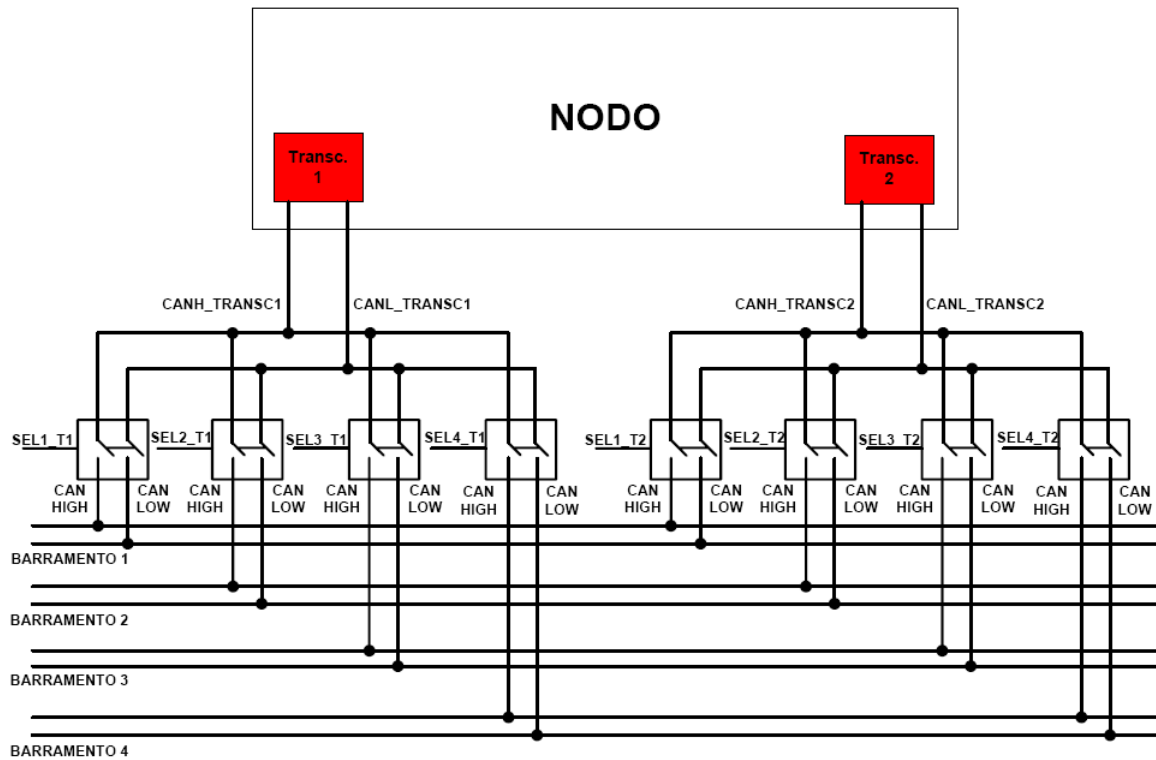 NODO
Transc.
1
Transc.
2
CANH_TRANSC1
CANL_TRANSC1
CANH_TRANSC2
CANL_TRANSC2
SEL1_T1
SEL2_T1
SEL3_T1
SEL4_T1
SEL1_T2
SEL2_T2
SEL3_T2
SEL4_T2
CAN
HIGH
CAN
LOW
CAN
HIGH
CAN
LOW
CAN
HIGH
CAN
LOW
CAN
HIGH
CAN
LOW
CAN
HIGH
CAN
LOW
CAN
HIGH
CAN
LOW
CAN
HIGH
CAN
LOW
CAN
HIGH
CAN
LOW
BARRAMENTO 1
BARRAMENTO 2
BARRAMENTO 3
BARRAMENTO 4